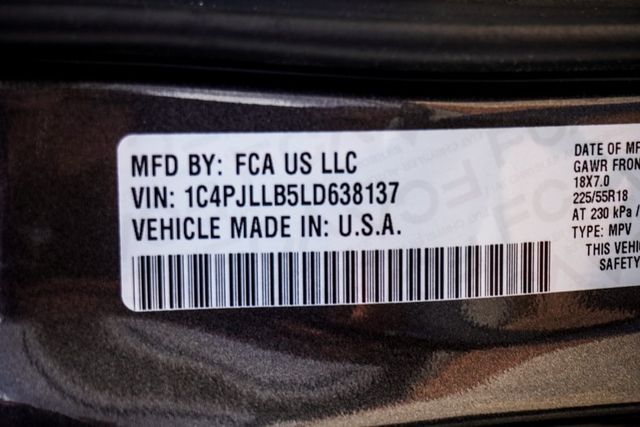 MFD BY: FCA US LLC
VIN: 1C4PJLLB5LD638137
VEHICLE MADE IN: U.S.A.
DATE OF MF
GAWR FRON
18X7.0
225/55R18
AT 230 kPa /
TYPE: MPV
THIS VEHIC
SAFETY